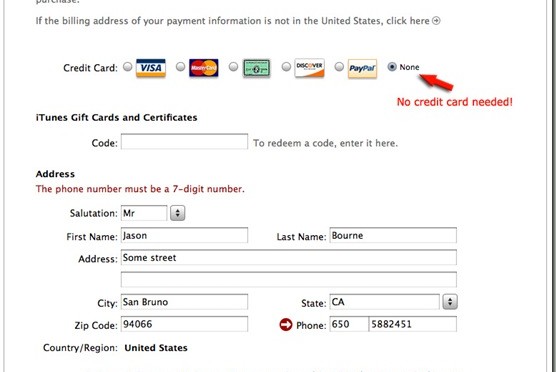 purchase.
If the billing address of your payment information is not in the United States, click here
Credit Card: VISA MasterCard DISCOVER PayPal None
No credit card needed!
iTunes Gift Cards and Certificates
Code: To redeem a code, enter it here.
Address
The phone number must be a 7-digit number.
Salutation: Mr
First Name: Jason Last Name: Bourne
Address: Some street
City: San Bruno State: CA
Zip Code: 94066 Phone: 650 5882451
Country/Region: United States